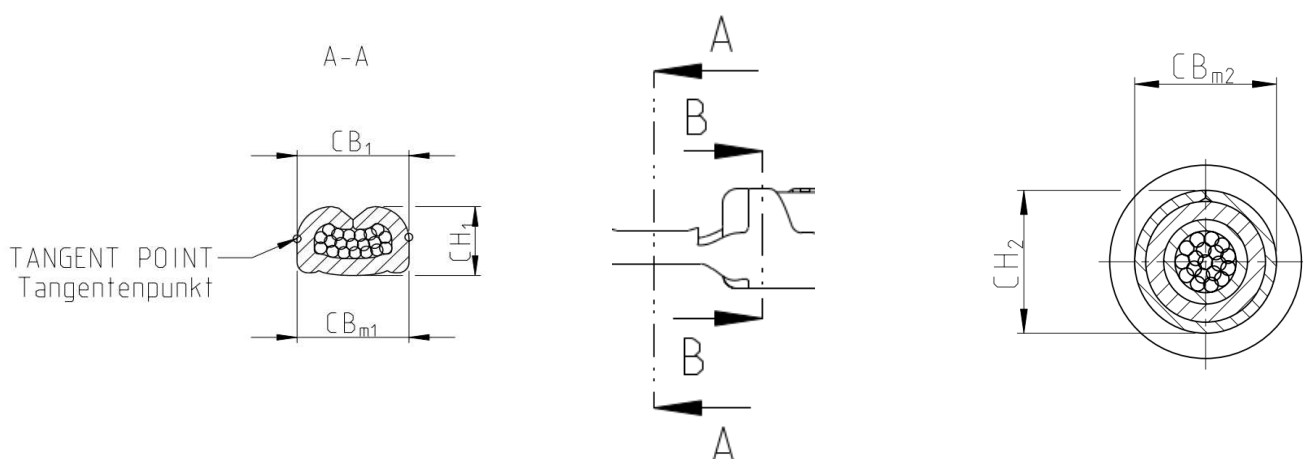 A-A
CB₁
TANGENT POINT
Tangentenpunkt
CH₁
CBₘ₁
A
B
B
A
CBₘ₂
CH₂